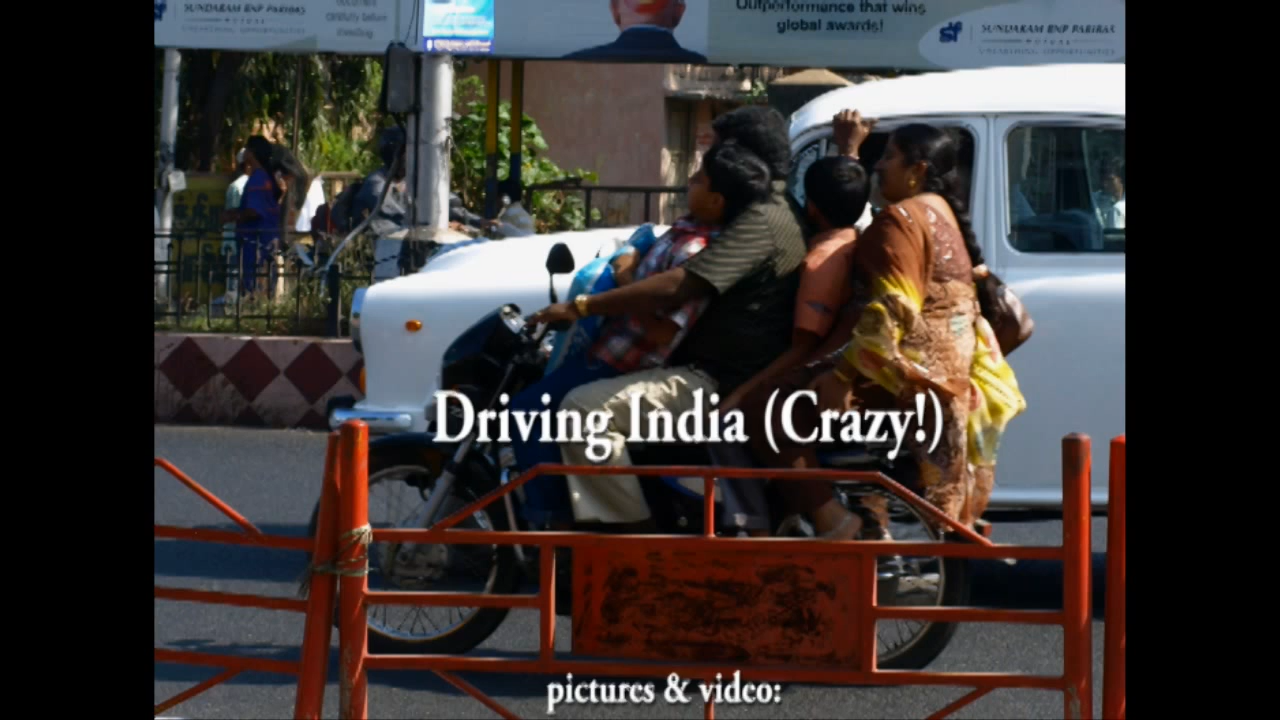 SUNDARAM BNP PARIBAS
Outperformance that wins
global awards!
SUNDARAM BNP PARIBAS
Driving India (Crazy!)
pictures & video: